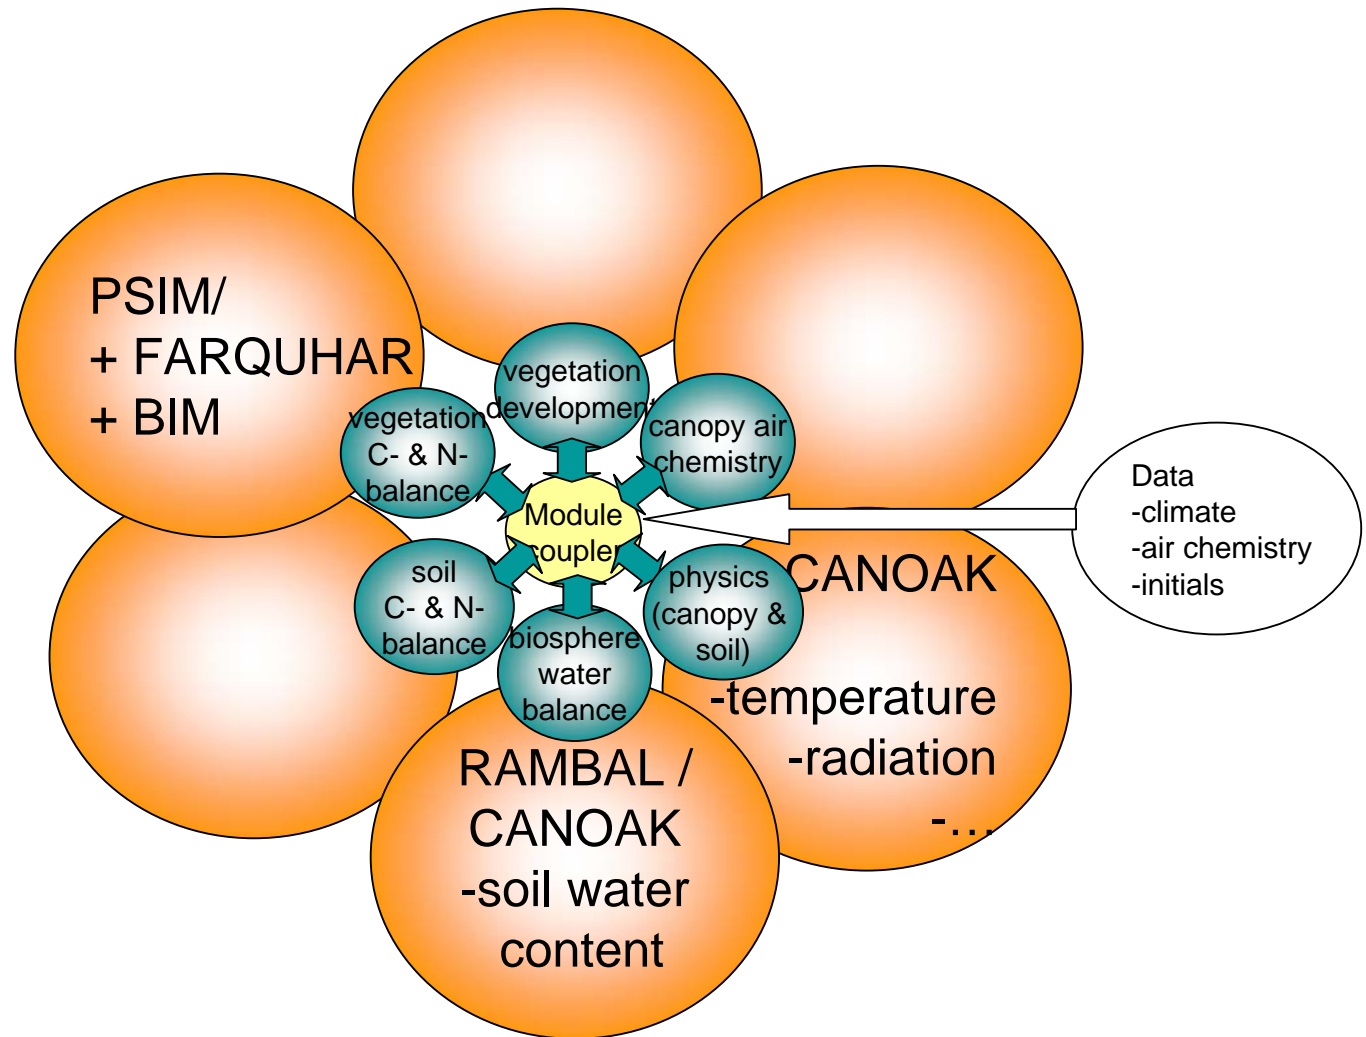 PSIM/
+ FARQUHAR
+ BIM
vegetation
development
vegetation
C- & N-
balance
canopy air
chemistry
Module
coupler
soil
C- & N-
balance
biosphere
water
balance
physics
(canopy &
soil)
CANOAK
-temperature
-radiation
-...
RAMBAL /
CANOAK
-soil water
content
Data
-climate
-air chemistry
-initials